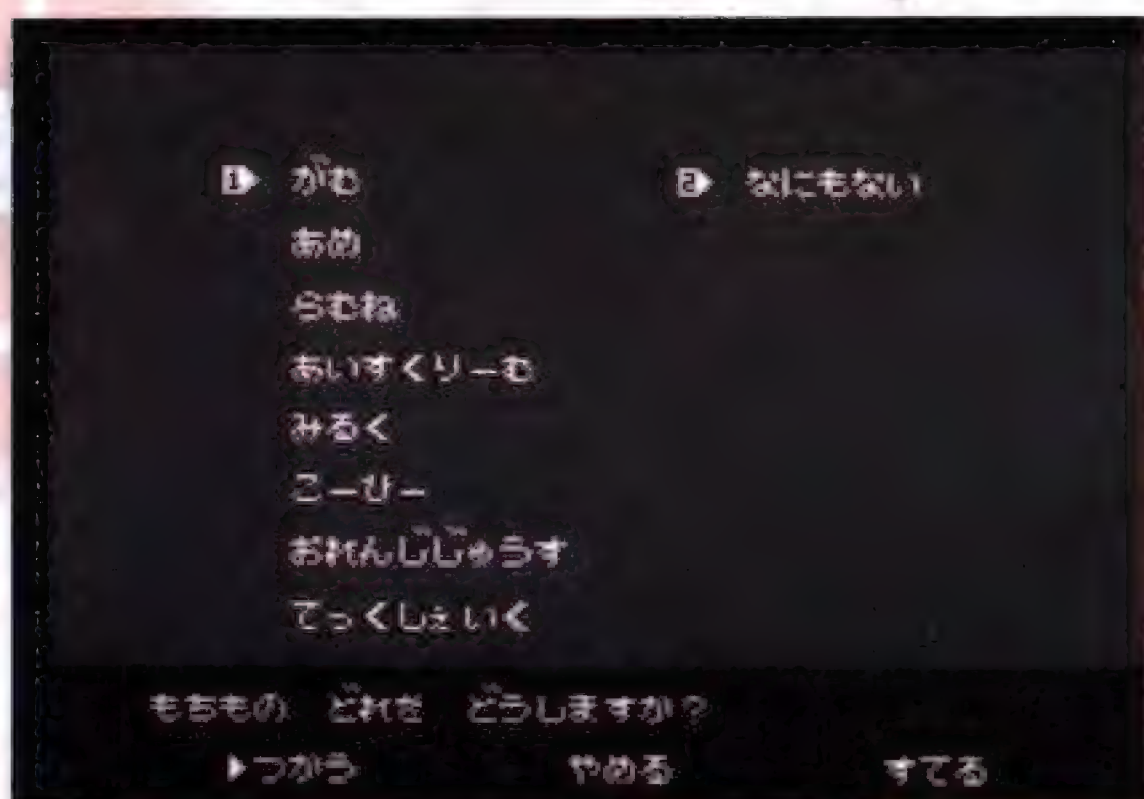 1 がむ 2 なにもない
あめ
らむね
あいすくりーむ
みるく
こーひー
おれんじじゅうす
てっくしぇいく
もちもの どれを どうしますか?
▶つかう やめる すてる